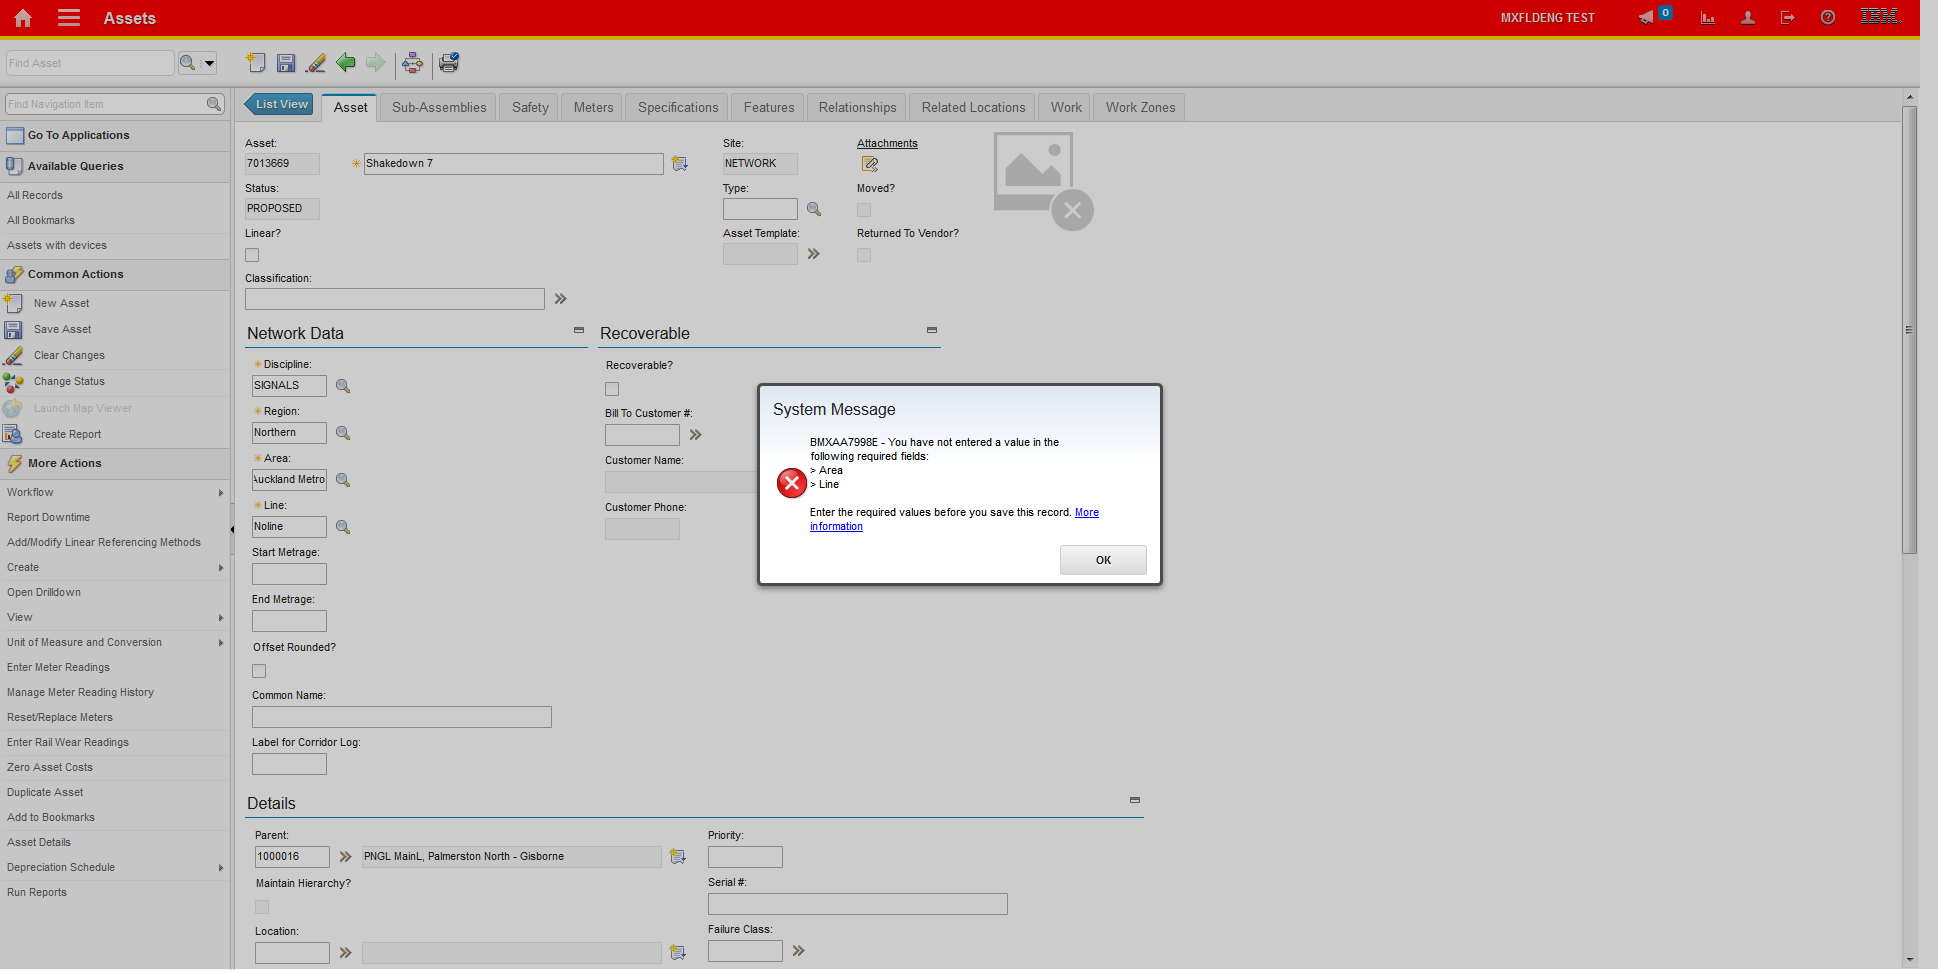 Assets
MXFLDENG TEST
0
IBM.
Find Asset
Find Navigation Item
Go To Applications
Available Queries
All Records
All Bookmarks
Assets with devices
Common Actions
New Asset
Save Asset
Clear Changes
Change Status
Launch Map Viewer
Create Report
More Actions
Workflow
Report Downtime
Add/Modify Linear Referencing Methods
Create
Open Drilldown
View
Unit of Measure and Conversion
Enter Meter Readings
Manage Meter Reading History
Reset/Replace Meters
Enter Rail Wear Readings
Zero Asset Costs
Duplicate Asset
Add to Bookmarks
Asset Details
Depreciation Schedule
Run Reports
List View
Asset
Sub-Assemblies
Safety
Meters
Specifications
Features
Relationships
Related Locations
Work
Work Zones
Asset:
7013669
Shakedown 7
Site:
NETWORK
Attachments
Status:
PROPOSED
Type:
Moved?
Linear?
Asset Template:
Returned To Vendor?
Classification:
Network Data
Discipline:
SIGNALS
Region:
Northern
Area:
Auckland Metro
Line:
Noline
Start Metrage:
End Metrage:
Offset Rounded?
Common Name:
Label for Corridor Log:
Recoverable
Recoverable?
Bill To Customer #:
Customer Name:
Customer Phone:
System Message
BMXAA7998E - You have not entered a value in the
following required fields:
> Area
> Line
Enter the required values before you save this record. More
information
OK
Details
Parent:
1000016
PNGL MainL, Palmerston North - Gisborne
Priority:
Maintain Hierarchy?
Serial #:
Location:
Failure Class: